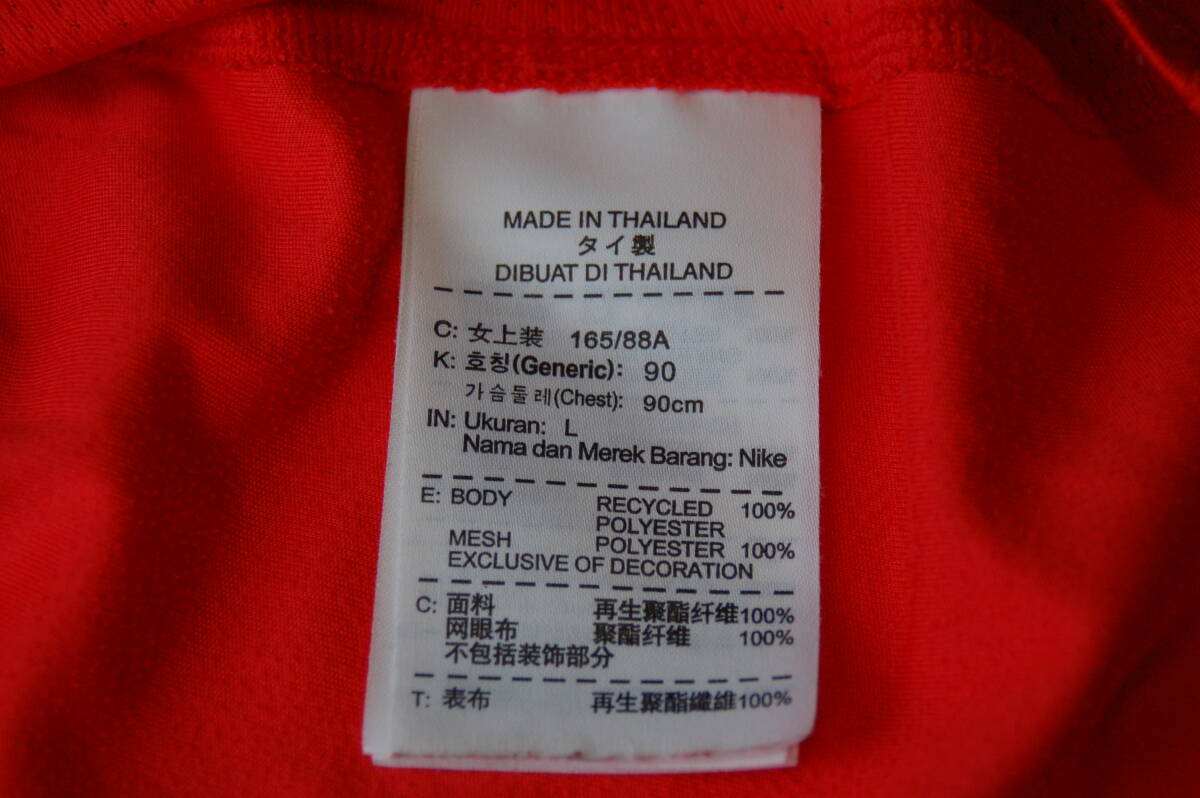 MADE IN THAILAND
タイ製
DIBUAT DI THAILAND
C: 女上装 165/88A
K: 호칭(Generic): 90
가슴둘레(Chest): 90cm
IN: Ukuran: L
Nama dan Merek Barang: Nike
E: BODY RECYCLED 100%
POLYESTER
MESH POLYESTER 100%
EXCLUSIVE OF DECORATION
C: 面料 再生聚酯纤维100%
网眼布 聚酯纤维 100%
不包括装饰部分
T: 表布 再生聚酯纖維100%